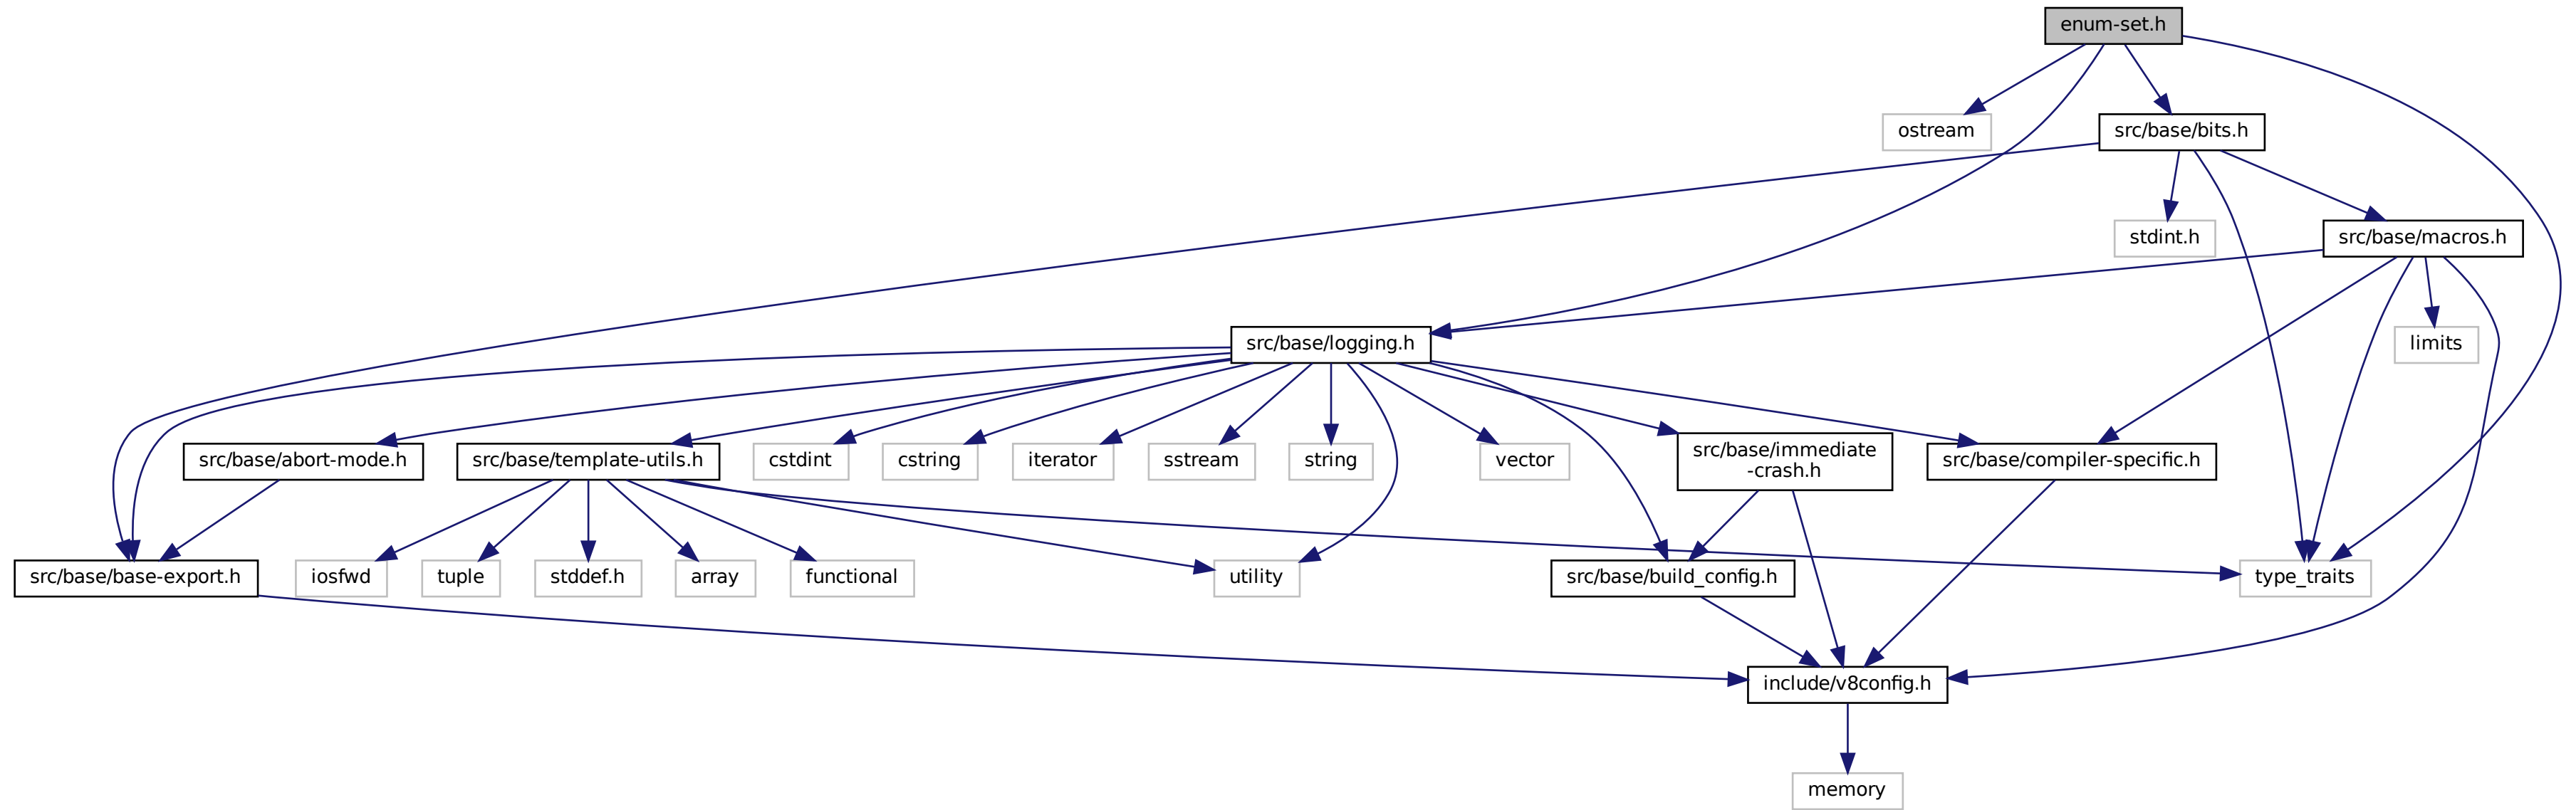 enum-set.h
ostream
src/base/bits.h
stdint.h
src/base/macros.h
src/base/logging.h
limits
src/base/abort-mode.h
src/base/template-utils.h
cstdint
cstring
iterator
sstream
string
vector
src/base/immediate
-crash.h
src/base/compiler-specific.h
src/base/base-export.h
iosfwd
tuple
stddef.h
array
functional
utility
src/base/build_config.h
type_traits
include/v8config.h
memory